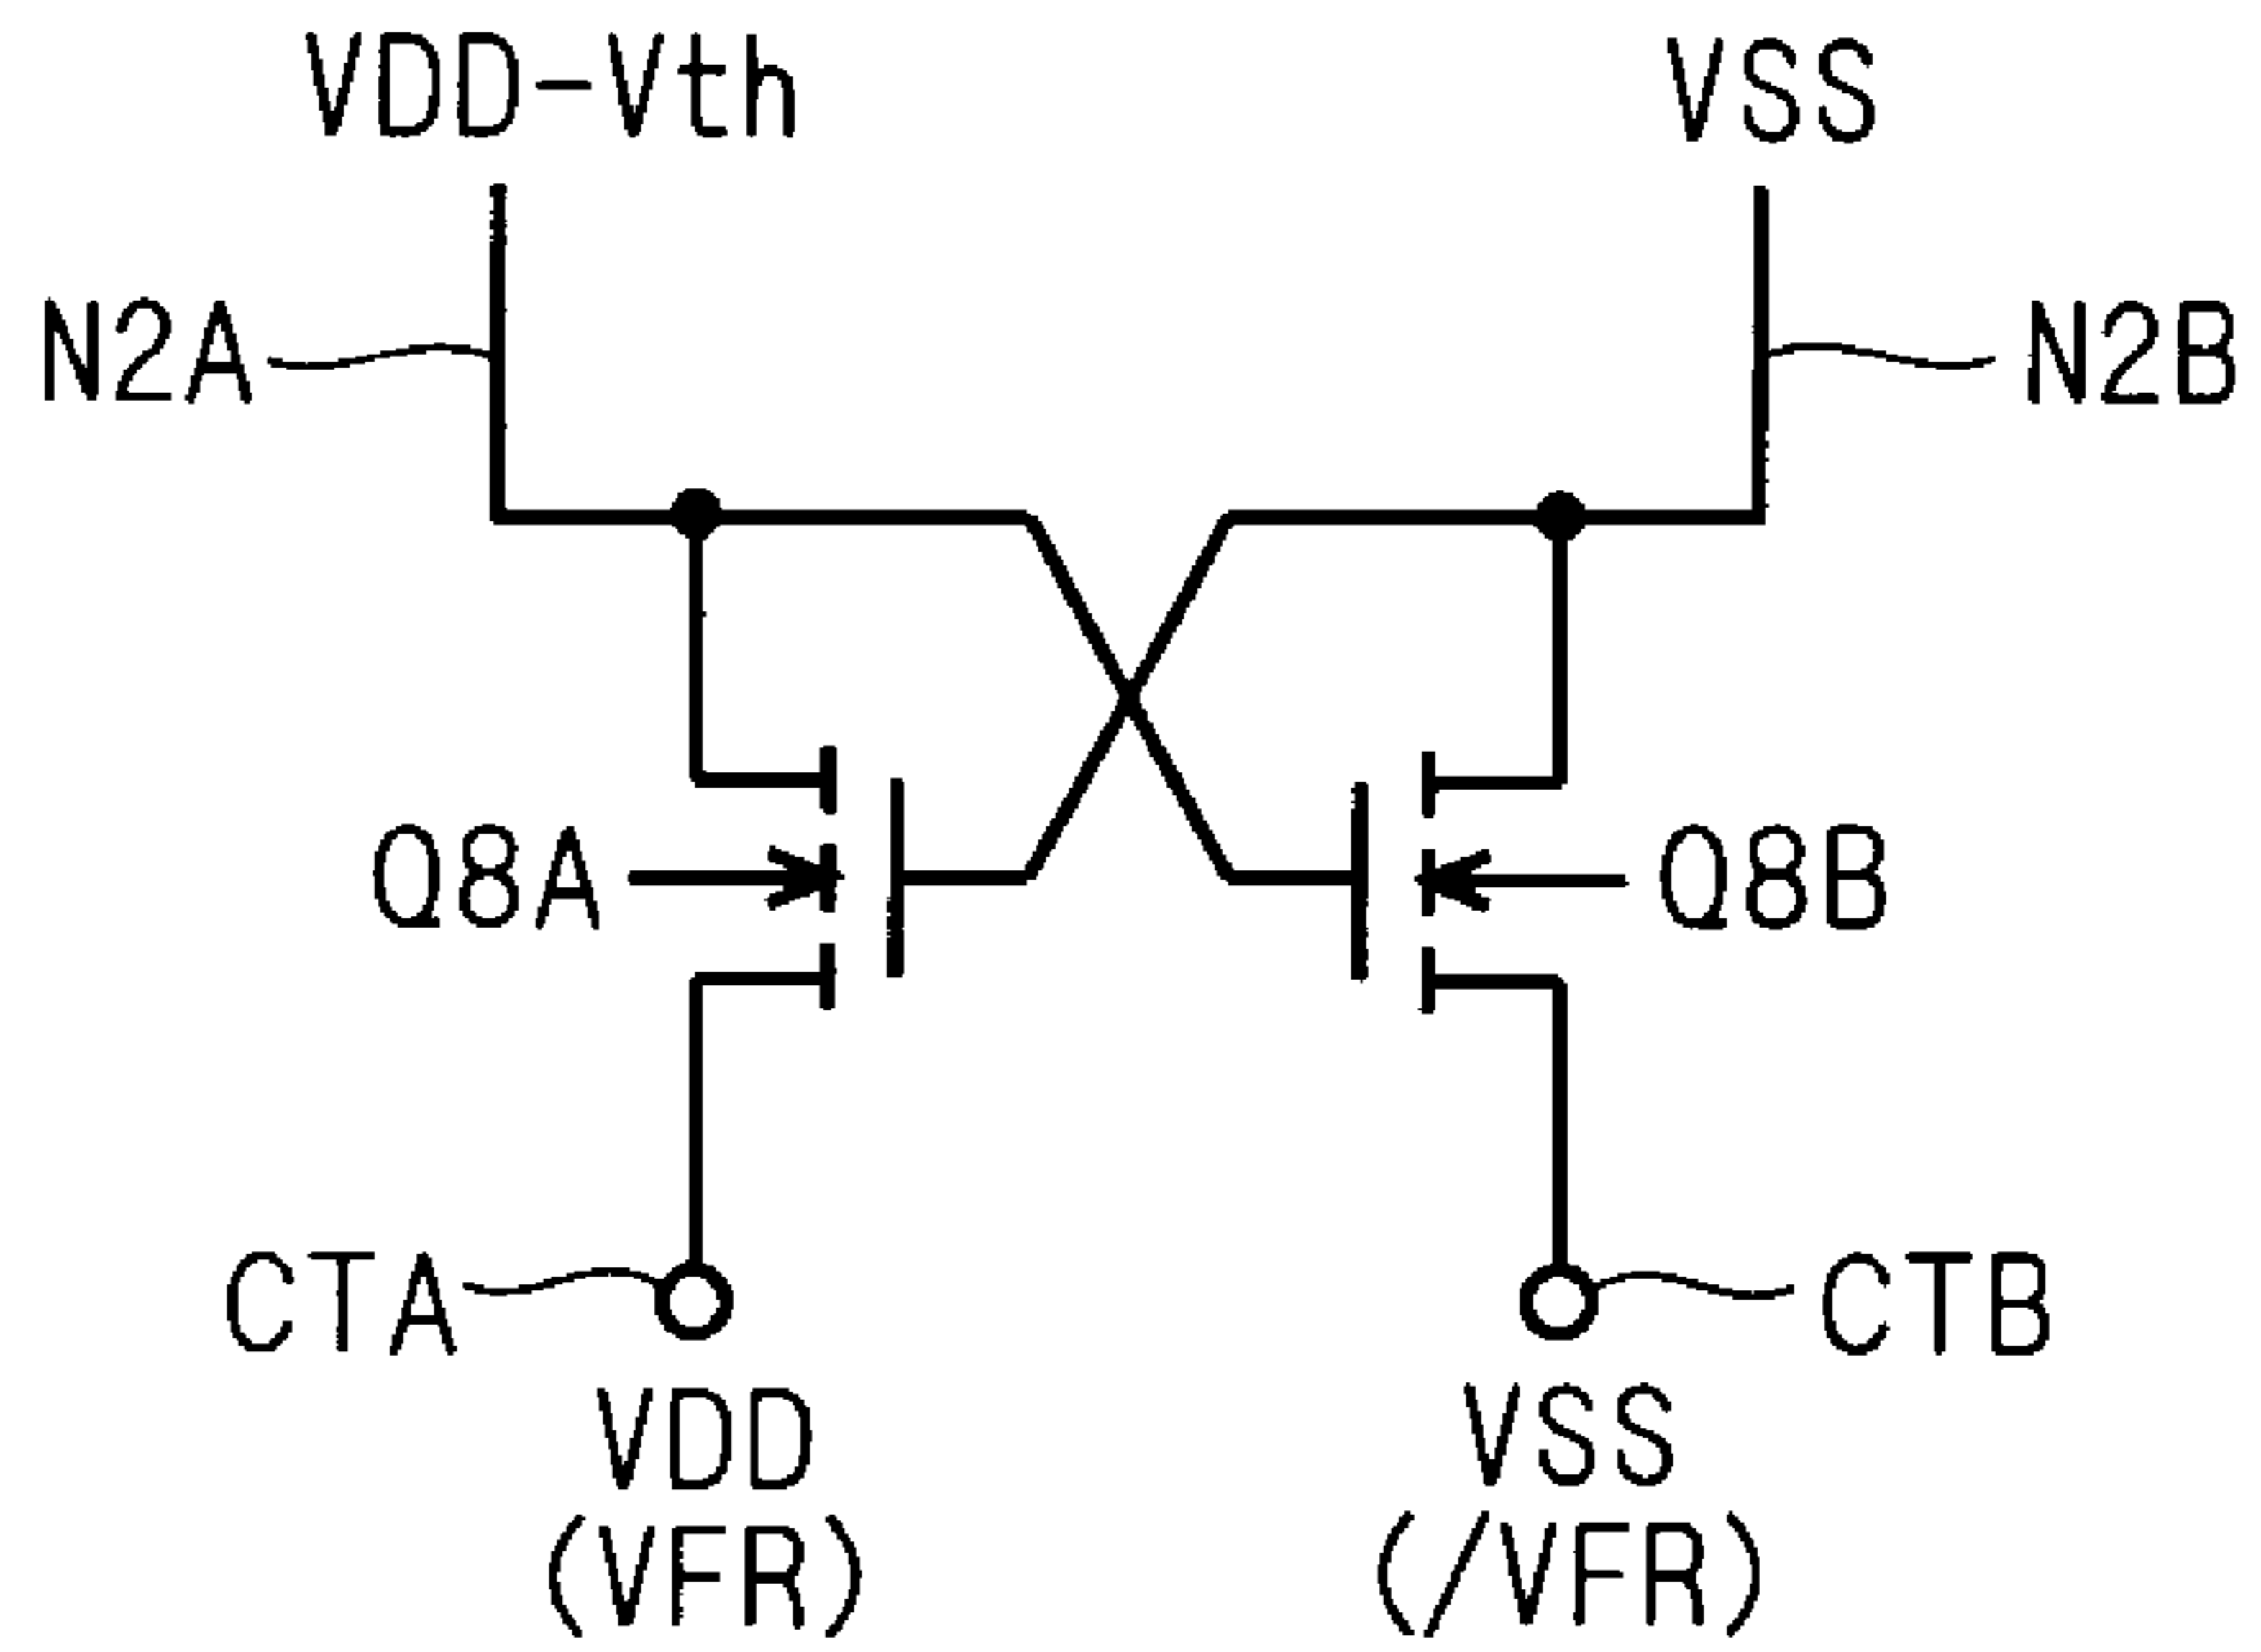 VDD-Vth VSS
N2A N2B
Q8A Q8B
CTA CTB
VDD VSS
(VFR) (/VFR)